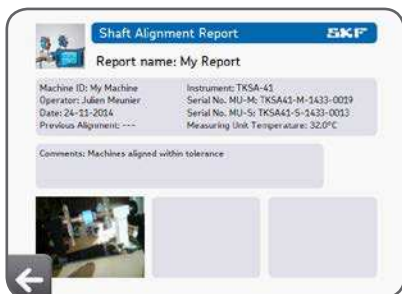 Shaft Alignment Report SKF
Report name: My Report
Machine ID: My Machine
Operator: Julien Meunier
Date: 24-11-2014
Previous Alignment: ---
Instrument: TKSA-41
Serial No. MU-M: TKSA41-M-1433-0019
Serial No. MU-S: TKSA41-S-1433-0013
Measuring Unit Temperature: 32.0°C
Comments: Machines aligned within tolerance